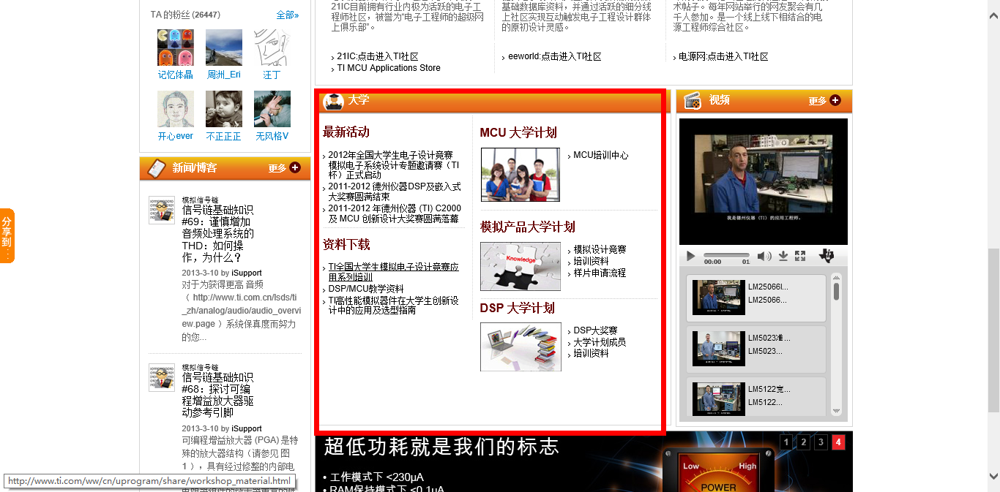 TA 的粉丝 (26447) 全部»
记忆体晶 周洲_Eri 汪丁
开心ever 不正正正 无风格V
新闻/博客 更多
模拟信号链
信号链基础知识
#69：谨慎增加
音频处理系统的
THD：如何操
作，为什么？
2013-3-10 by iSupport
对于为获得更高 音频
（ http://www.ti.com.cn/lsds/ti
_zh/analog/audio/audio_overvi
ew.page ）系统保真度而努力
的您...
模拟信号链
信号链基础知识
#68：探讨可编
程增益放大器驱
动参考引脚
2013-3-10 by iSupport
可编程增益放大器 (PGA) 是特
殊的放大器结构（请参见 图
1 ），具有经过修整的内部电
http://www.ti.com/ww/cn/uprogram/share/workshop_material.html
分享到
21IC目前拥有行业内极为活跃的电子工
程师社区，被誉为“电子工程师的超级网
上俱乐部”。
21IC:点击进入TI社区
TI MCU Applications Store
基础数据库资料，并通过活跃的细分线
上社区实现互动触发电子工程设计群体
的原初设计灵感。
eeworld:点击进入TI社区
术帖子。每年网站举行的网友聚会有几
千人参加。是一个线上线下相结合的电
源工程师综合社区。
电源网:点击进入TI社区
大学
最新活动
2012年全国大学生电子设计竞赛
模拟电子系统设计专题邀请赛（TI
杯）正式启动
2011-2012 德州仪器DSP及嵌入式
大奖赛圆满结束
2011-2012 年德州仪器 (TI) C2000
及 MCU 创新设计大奖赛圆满落幕
资料下载
TI全国大学生模拟电子设计竞赛应
用系列培训
DSP/MCU教学资料
TI高性能模拟器件在大学生创新设
计中的应用及选型指南
MCU 大学计划
MCU培训中心
模拟产品大学计划
Knowledge
模拟设计竞赛
培训资料
样片申请流程
DSP 大学计划
DSP大奖赛
大学计划成员
培训资料
视频 更多
我是德州仪器（TI）的应用工程师。
00:00 01
LM25066I...
LM25066...
LM5023准...
LM5023...
LM5122宽...
LM5122...
超低功耗就是我们的标志
• 工作模式下 <230μA
• RAM保持模式下 <0.1μA
1 2 3 4
Low High
POWER